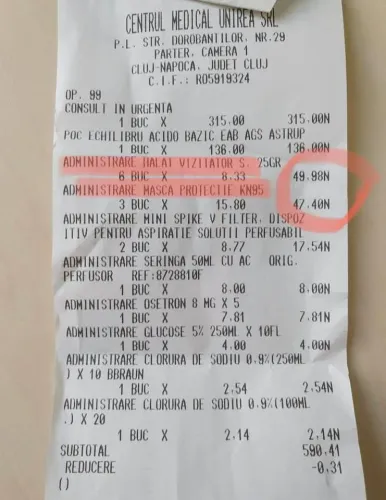 CENTRUL MEDICAL UNIREA SRL
P.L. STR. DOROBANTILOR, NR.29
PARTER, CAMERA 1
CLUJ-NAPOCA, JUDET CLUJ
C.I.F.: RO5919324
OP. 99
CONSULT IN URGENTA
1 BUC X 315.00 315.00N
POC ECHILIBRU ACIDO BAZIC EAB AGS ASTRUP
1 BUC X 136.00 136.00N
ADMINISTRARE HALAT VIZITATOR S. 25GR
6 BUC X 8.33 49.98N
ADMINISTRARE MASCA PROTECTIE KN95
3 BUC X 15.80 47.40N
ADMINISTRARE MINI SPIKE V FILTER, DISPOZ
ITIV PENTRU ASPIRATIE SOLUTII PERFUSABIL
2 BUC X 8.77 17.54N
ADMINISTRARE SERINGA 50ML CU AC ORIG.
PERFUSOR REF:8728810F
1 BUC X 8.00 8.00N
ADMINISTRARE OSETRON 8 MG X 5
1 BUC X 7.81 7.81N
ADMINISTRARE GLUCOSE 5% 250ML X 10FL
1 BUC X 4.00 4.00N
ADMINISTRARE CLORURA DE SODIU 0.9%(250ML
) X 10 BBRAUN
1 BUC X 2.54 2.54N
ADMINISTRARE CLORURA DE SODIU 0.9%(100ML
.) X 20
1 BUC X 2.14 2.14N
SUBTOTAL 590.41
REDUCERE -0.31
()